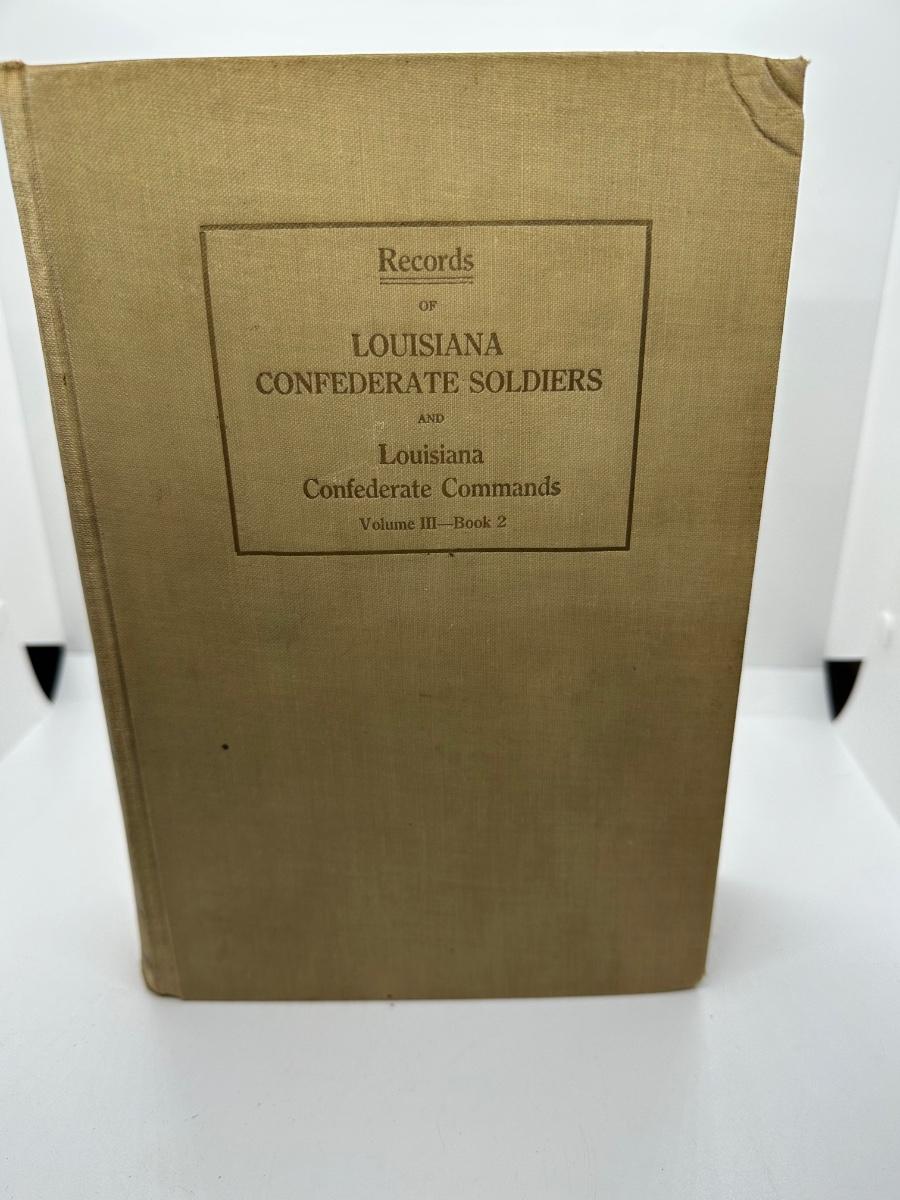 Records
OF
LOUISIANA
CONFEDERATE SOLDIERS
AND
Louisiana
Confederate Commands
Volume III—Book 2